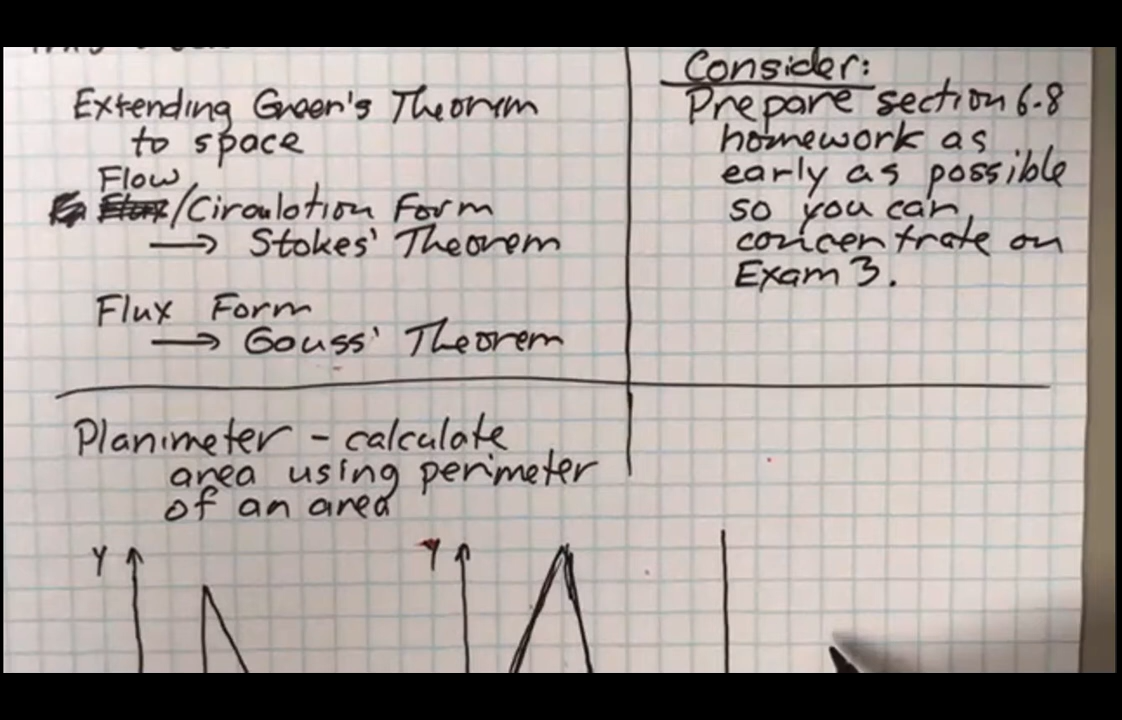 Extending Green's Theorem
to space
Flow
/Circulation Form
→ Stokes' Theorem
Flux Form
→ Gauss' Theorem
Consider:
Prepare section 6.8
homework as
early as possible
so you can
concentrate on
Exam 3.
Planimeter - calculate
area using perimeter
of an area
Y
Y